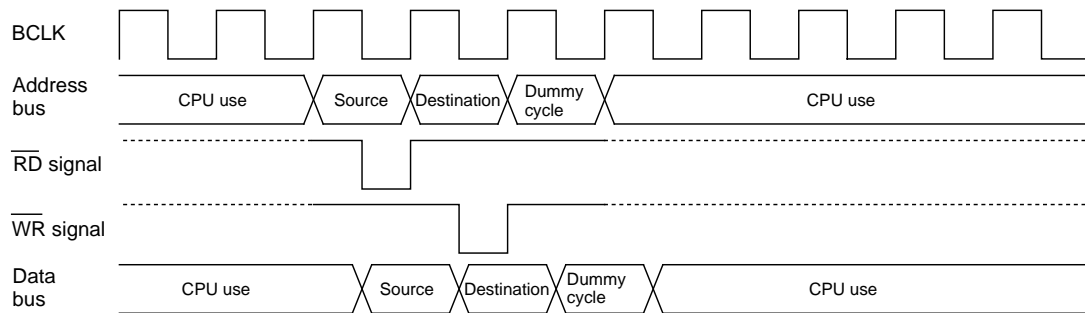 BCLK
Address bus
CPU use
Source
Destination
Dummy cycle
CPU use
RD signal
WR signal
Data bus
CPU use
Source
Destination
Dummy cycle
CPU use